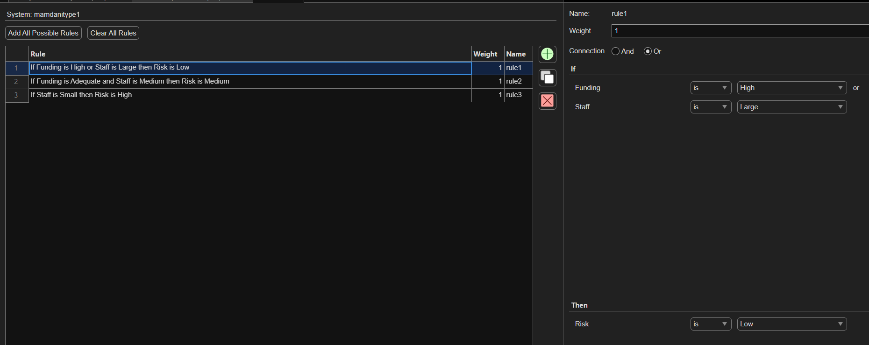 System: mamdanitype1
Name: rule1
Add All Possible Rules Clear All Rules
Weight 1
Rule Weight Name
Connection And Or
1 If Funding is High or Staff is Large then Risk is Low 1 rule1
If
2 If Funding is Adequate and Staff is Medium then Risk is Medium 1 rule2
Funding is High or
3 If Staff is Small then Risk is High 1 rule3
Staff is Large
Then
Risk is Low